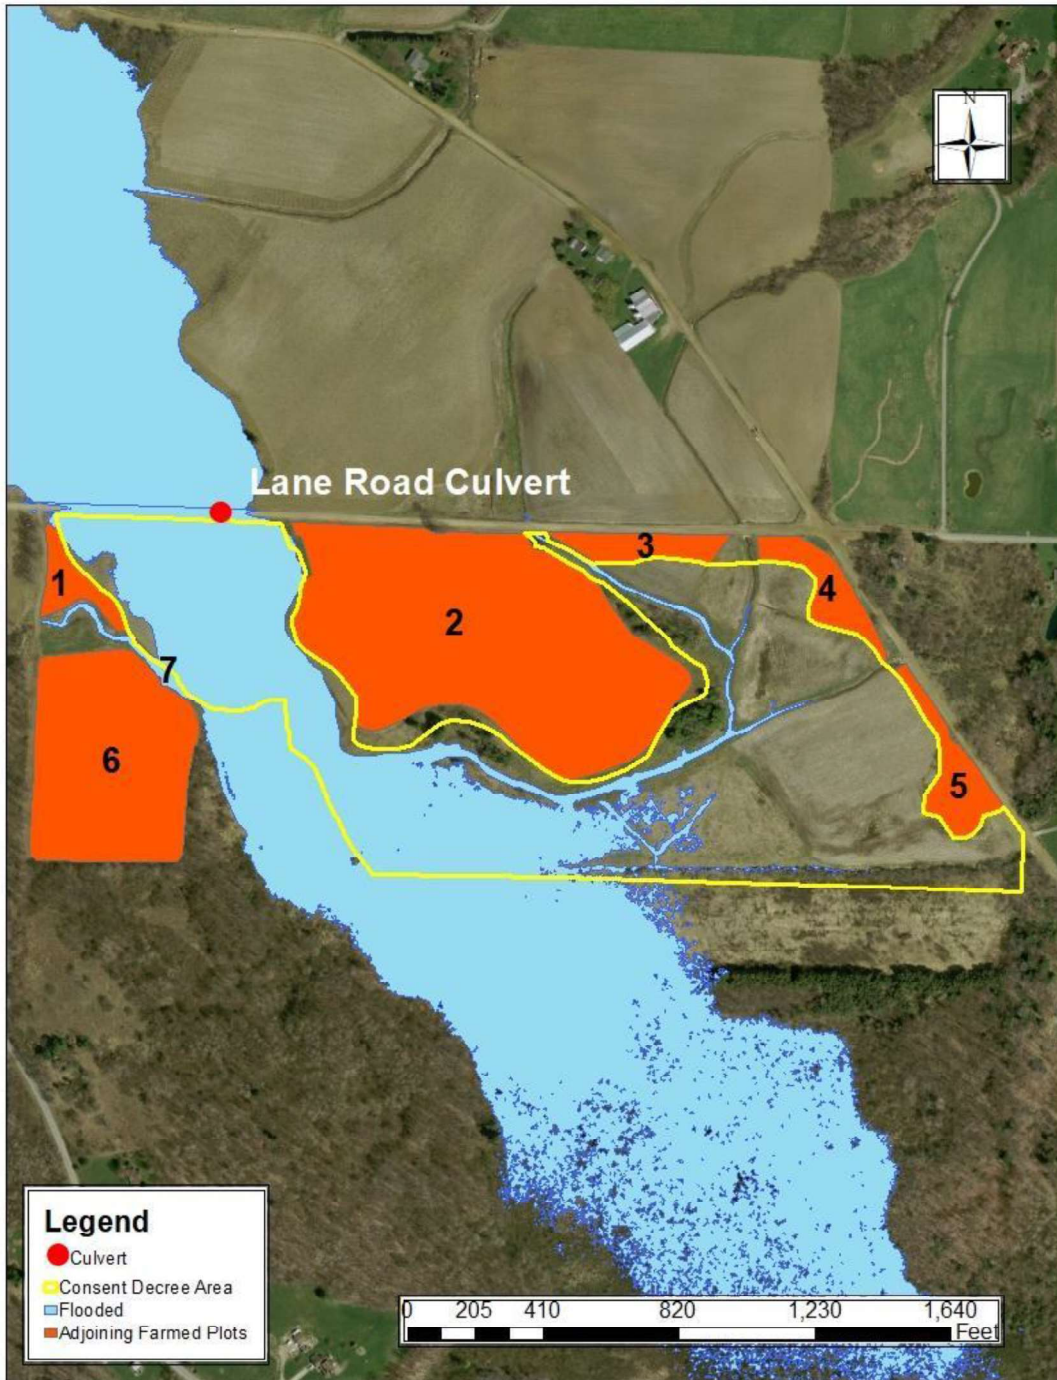 N
Lane Road Culvert
3
1
4
2
7
6
5
Legend
Culvert
Consent Decree Area
Flooded
Adjoining Farmed Plots
0 205 410 820 1,230 1,640
Feet